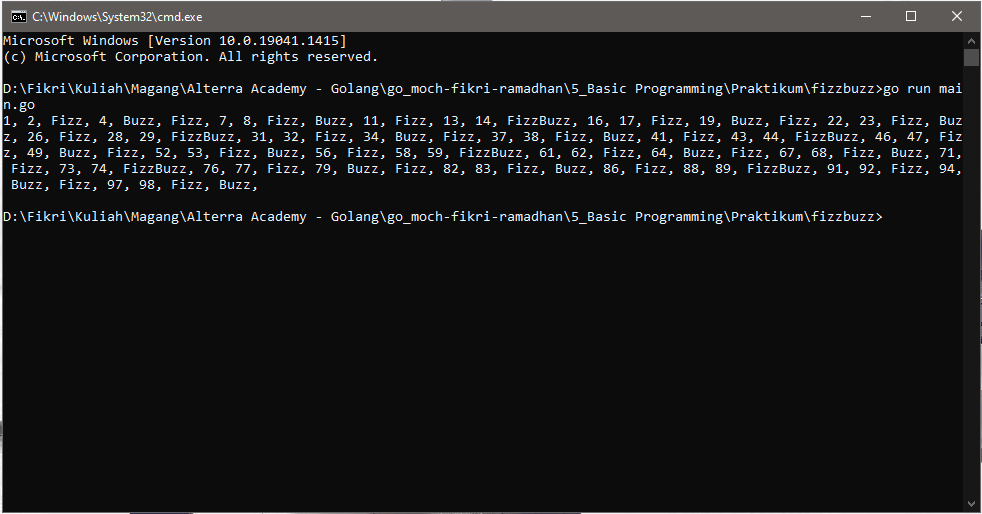 C:\Windows\System32\cmd.exe
Microsoft Windows [Version 10.0.19041.1415]
(c) Microsoft Corporation. All rights reserved.
D:\Fikri\Kuliah\Magang\Alterra Academy - Golang\go_moch-fikri-ramadhan\5_Basic Programming\Praktikum\fizzbuzz>go run mai
n.go
1, 2, Fizz, 4, Buzz, Fizz, 7, 8, Fizz, Buzz, 11, Fizz, 13, 14, FizzBuzz, 16, 17, Fizz, 19, Buzz, Fizz, 22, 23, Fizz, Buz
z, 26, Fizz, 28, 29, FizzBuzz, 31, 32, Fizz, 34, Buzz, Fizz, 37, 38, Fizz, Buzz, 41, Fizz, 43, 44, FizzBuzz, 46, 47, Fiz
z, 49, Buzz, Fizz, 52, 53, Fizz, Buzz, 56, Fizz, 58, 59, FizzBuzz, 61, 62, Fizz, 64, Buzz, Fizz, 67, 68, Fizz, Buzz, 71,
Fizz, 73, 74, FizzBuzz, 76, 77, Fizz, 79, Buzz, Fizz, 82, 83, Fizz, Buzz, 86, Fizz, 88, 89, FizzBuzz, 91, 92, Fizz, 94,
Buzz, Fizz, 97, 98, Fizz, Buzz,
D:\Fikri\Kuliah\Magang\Alterra Academy - Golang\go_moch-fikri-ramadhan\5_Basic Programming\Praktikum\fizzbuzz>